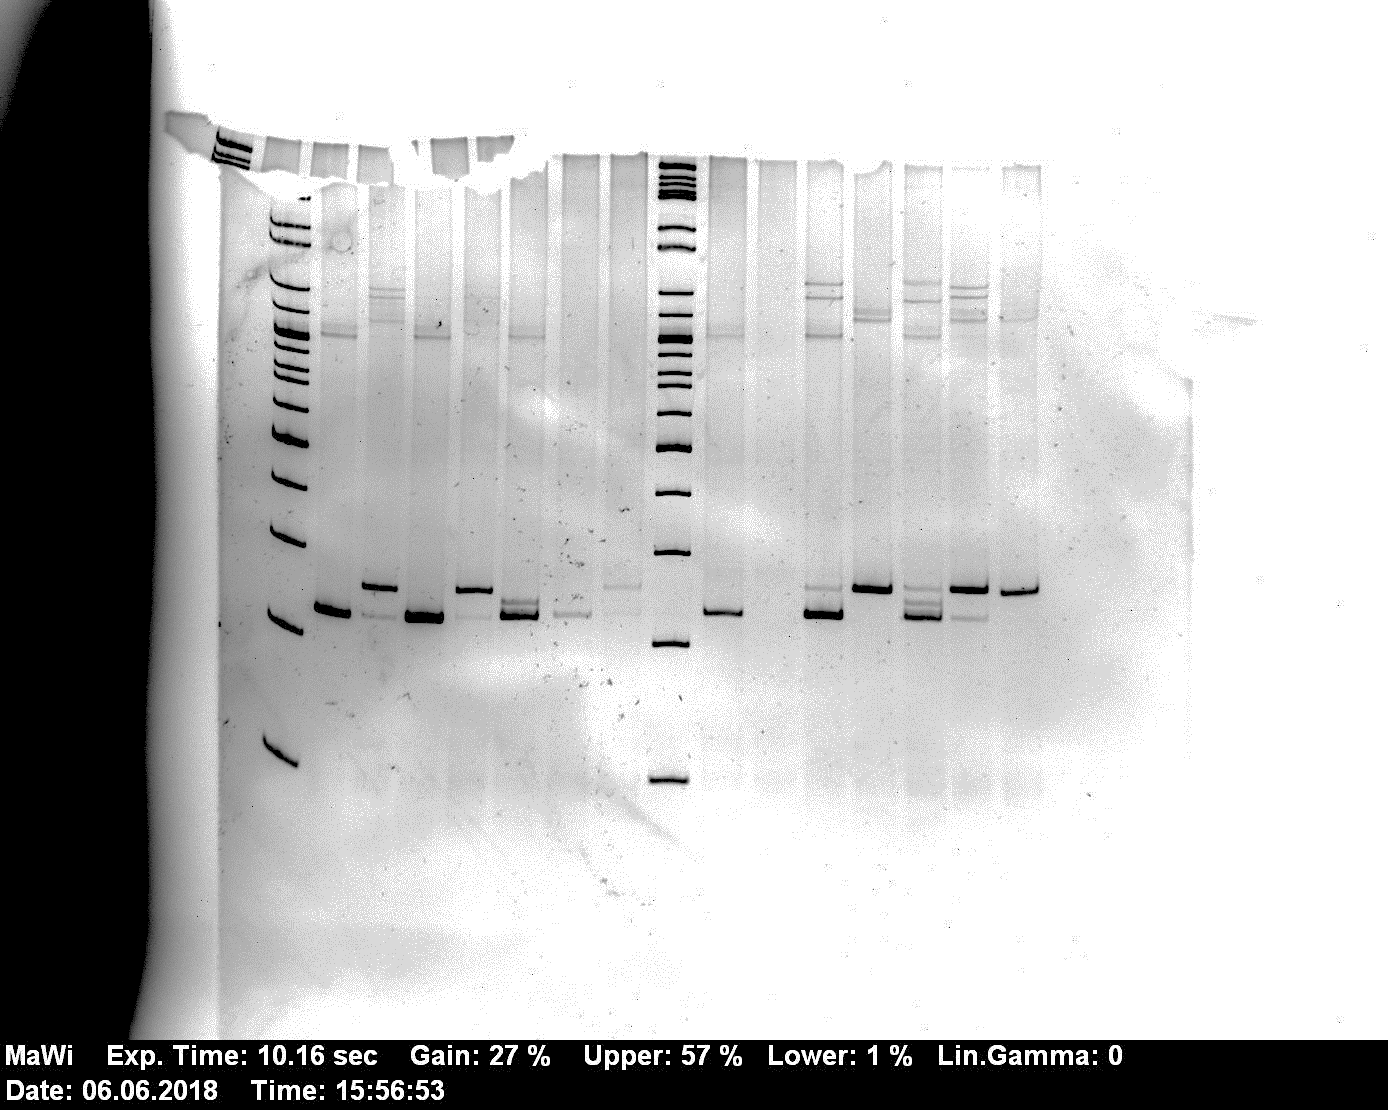 MaWi Exp. Time: 10.16 sec Gain: 27 % Upper: 57 % Lower: 1 % Lin.Gamma: 0
Date: 06.06.2018 Time: 15:56:53